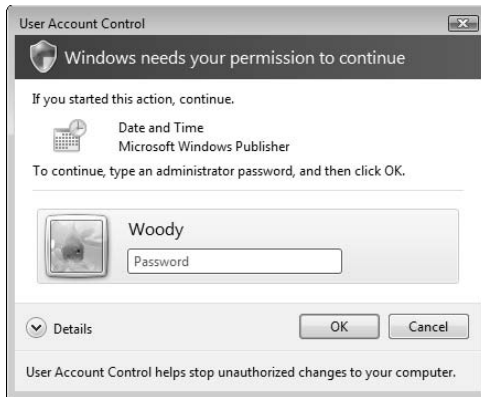 User Account Control
Windows needs your permission to continue
If you started this action, continue.
Date and Time
Microsoft Windows Publisher
To continue, type an administrator password, and then click OK.
Woody
Password
Details
OK
Cancel
User Account Control helps stop unauthorized changes to your computer.